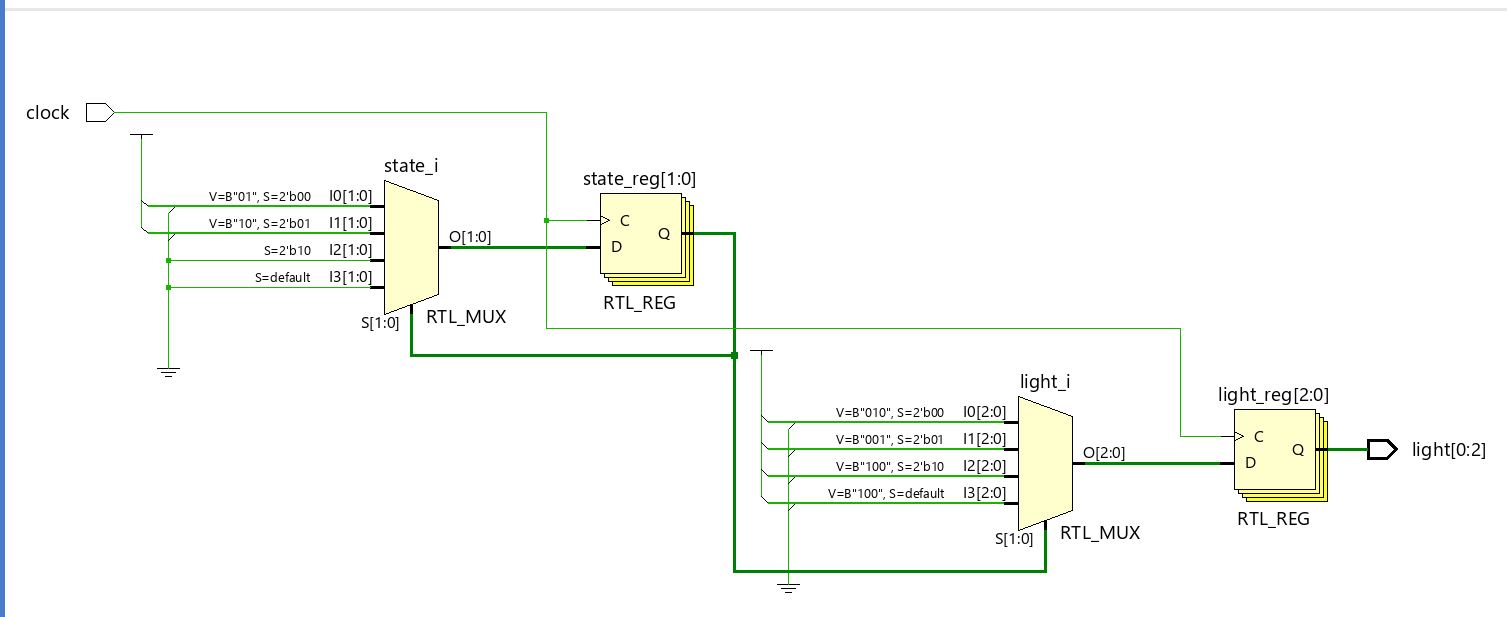 clock
state_i
V=B"01", S=2'b00 I0[1:0]
V=B"10", S=2'b01 I1[1:0]
S=2'b10 I2[1:0]
S=default I3[1:0]
O[1:0]
S[1:0]
RTL_MUX
state_reg[1:0]
C
D
Q
RTL_REG
light_i
V=B"010", S=2'b00 I0[2:0]
V=B"001", S=2'b01 I1[2:0]
V=B"100", S=2'b10 I2[2:0]
V=B"100", S=default I3[2:0]
O[2:0]
S[1:0]
RTL_MUX
light_reg[2:0]
C
D
Q
RTL_REG
light[0:2]